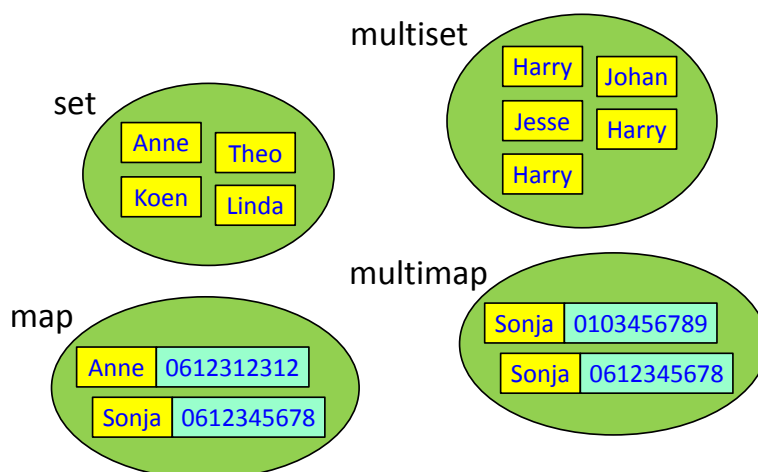 set
Anne
Theo
Koen
Linda
multiset
Harry
Johan
Jesse
Harry
Harry
map
Anne 0612312312
Sonja 0612345678
multimap
Sonja 0103456789
Sonja 0612345678